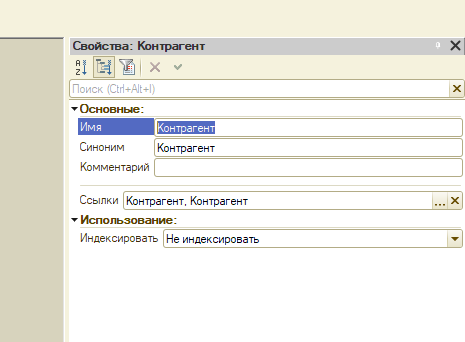 Свойства: Контрагент
Поиск (Ctrl+Alt+I)
Основные:
Имя Контрагент
Синоним Контрагент
Комментарий
Ссылки Контрагент, Контрагент ...
Использование:
Индексировать Не индексировать